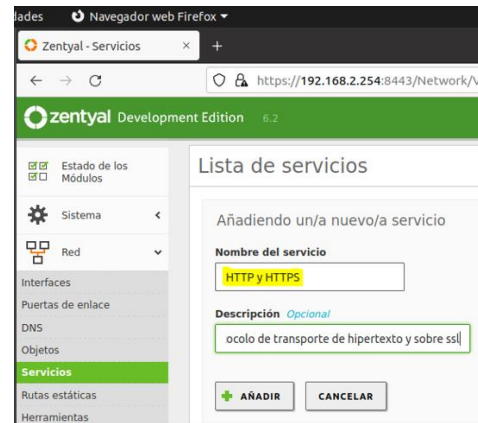 Navegador web Firefox
Zentyal - Servicios × +
https://192.168.2.254:8443/Network/
zentyal Development Edition 6.2
Estado de los
Módulos
Sistema
Red
Interfaces
Puertas de enlace
DNS
Objetos
Servicios
Rutas estáticas
Herramientas
Lista de servicios
Añadiendo un/a nuevo/a servicio
Nombre del servicio
HTTP y HTTPS
Descripción Opcional
ocolo de transporte de hipertexto y sobre ssl
+ AÑADIR
CANCELAR